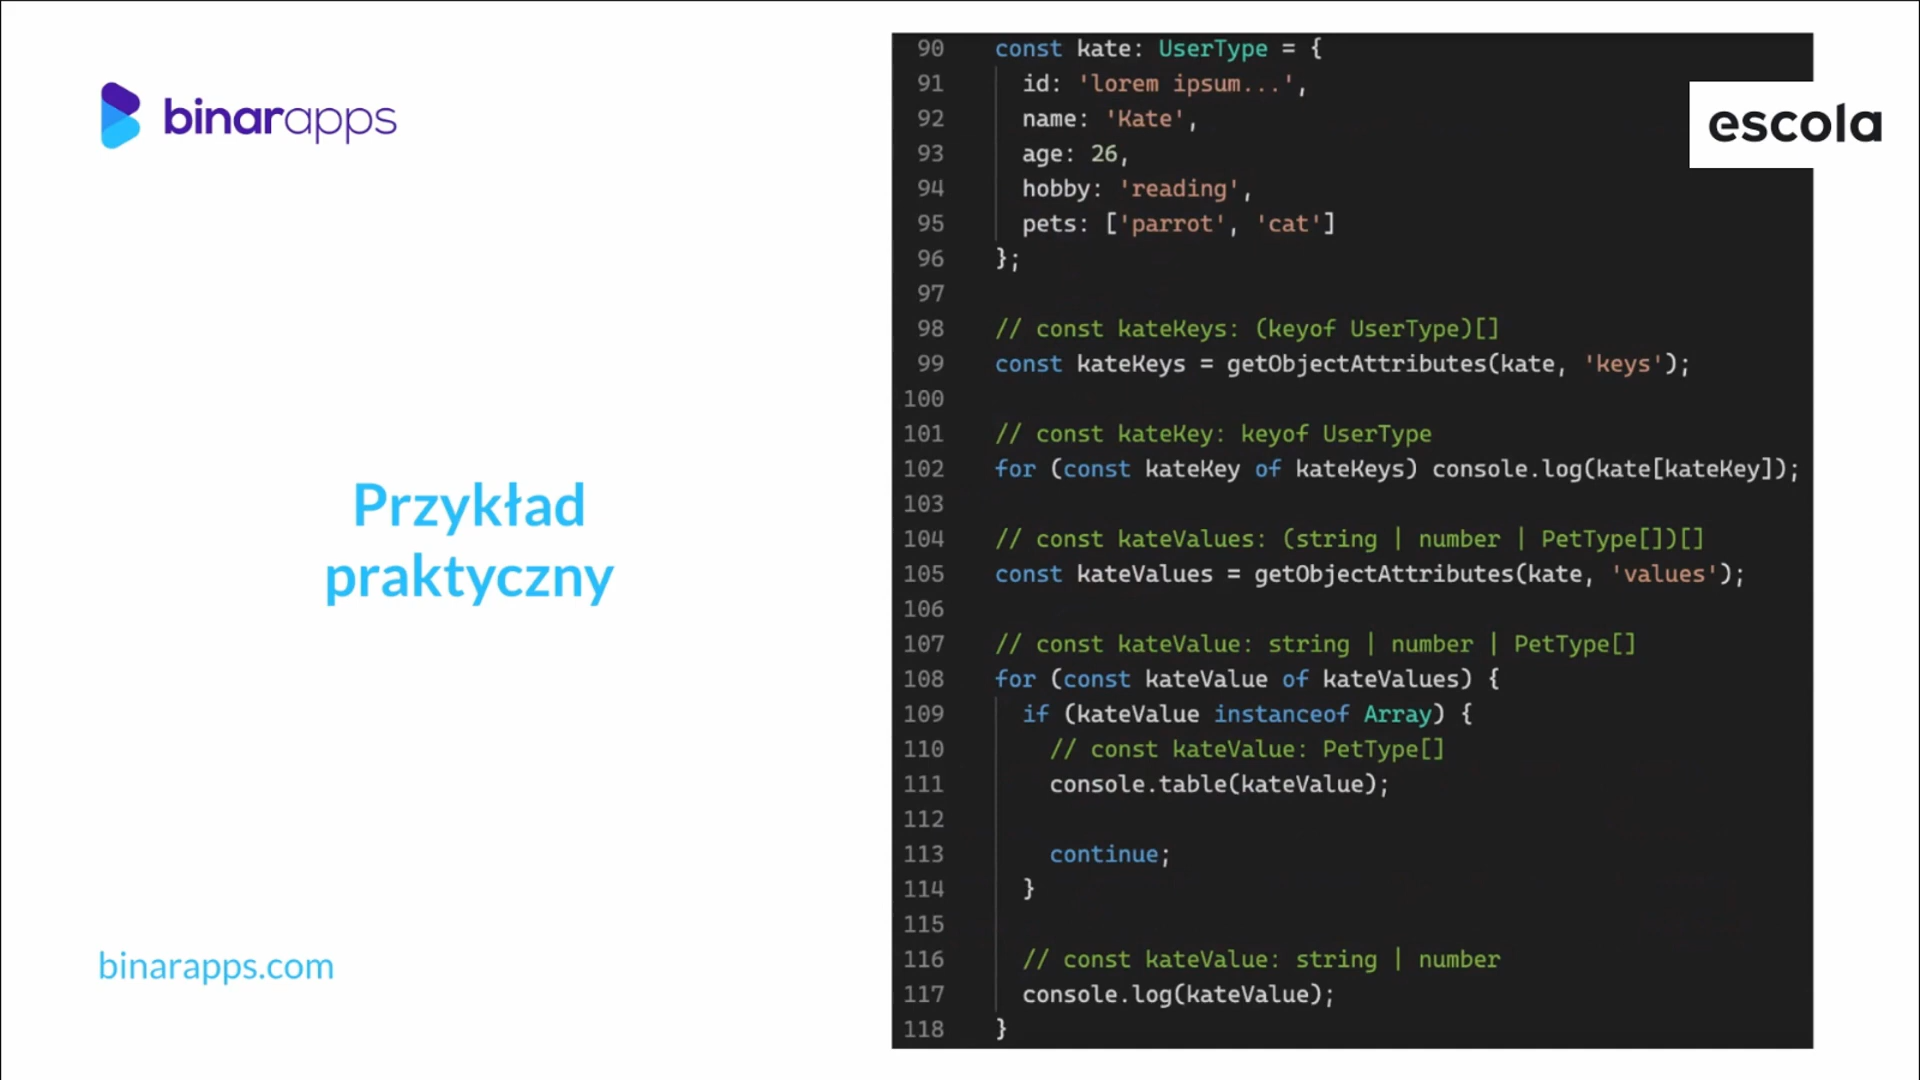 binarapps
Przykład
praktyczny
binarapps.com
escola
90 const kate: UserType = {
91 id: 'lorem ipsum...',
92 name: 'Kate',
93 age: 26,
94 hobby: 'reading',
95 pets: ['parrot', 'cat']
96 };
97
98 // const kateKeys: (keyof UserType)[]
99 const kateKeys = getObjectAttributes(kate, 'keys');
100
101 // const kateKey: keyof UserType
102 for (const kateKey of kateKeys) console.log(kate[kateKey]);
103
104 // const kateValues: (string | number | PetType[])[]
105 const kateValues = getObjectAttributes(kate, 'values');
106
107 // const kateValue: string | number | PetType[]
108 for (const kateValue of kateValues) {
109 if (kateValue instanceof Array) {
110 // const kateValue: PetType[]
111 console.table(kateValue);
112
113 continue;
114 }
115
116 // const kateValue: string | number
117 console.log(kateValue);
118 }